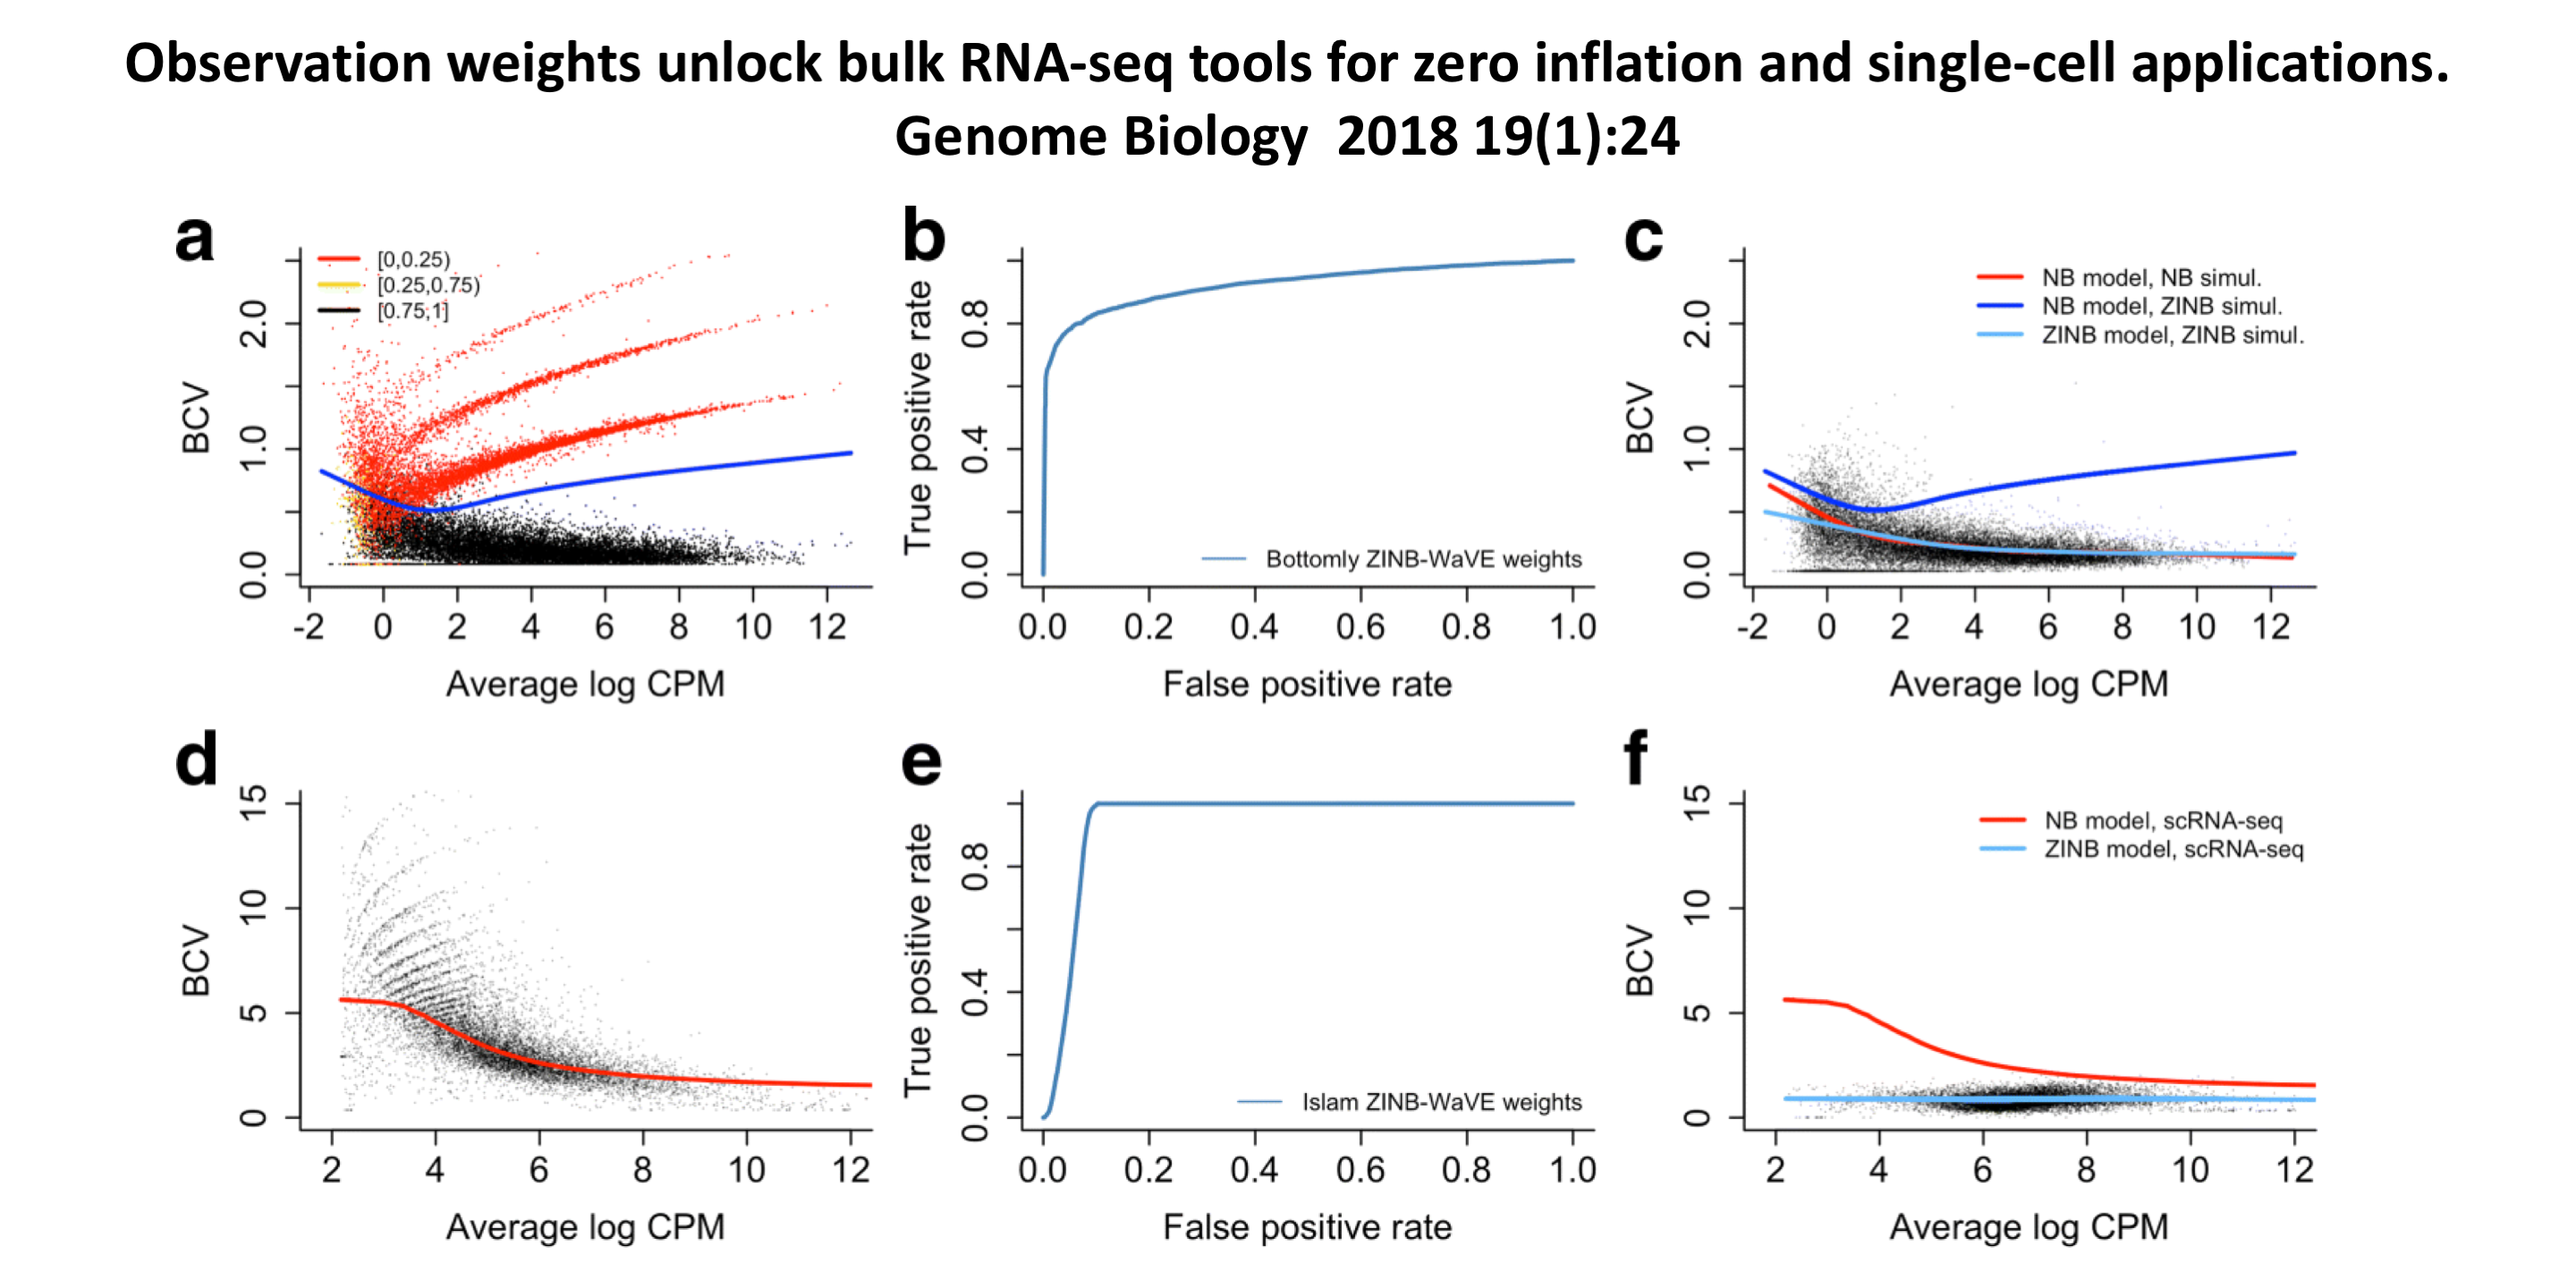 Observation weights unlock bulk RNA-seq tools for zero inflation and single-cell applications.
Genome Biology  2018 19(1):24
a
[0,0.25)
[0.25,0.75)
[0.75,1]
BCV
0.0 1.0 2.0
-2 0 2 4 6 8 10 12
Average log CPM
b
True positive rate
0.0 0.4 0.8
Bottomly ZINB-WaVE weights
0.0 0.2 0.4 0.6 0.8 1.0
False positive rate
c
NB model, NB simul.
NB model, ZINB simul.
ZINB model, ZINB simul.
BCV
0.0 1.0 2.0
-2 0 2 4 6 8 10 12
Average log CPM
d
BCV
0 5 10 15
2 4 6 8 10 12
Average log CPM
e
True positive rate
0.0 0.4 0.8
Islam ZINB-WaVE weights
0.0 0.2 0.4 0.6 0.8 1.0
False positive rate
f
NB model, scRNA-seq
ZINB model, scRNA-seq
BCV
0 5 10 15
2 4 6 8 10 12
Average log CPM